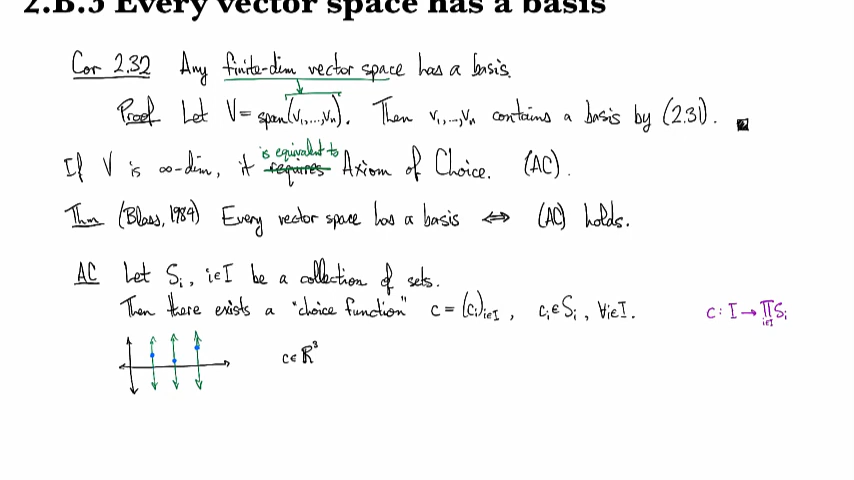 2.B.3 Every vector space has a basis
Cor 2.32 Any finite-dim vector space has a basis.
Proof Let V = span(v₁,...,vₙ). Then v₁,...,vₙ contains a basis by (2.31).
is equivalent to
If V is ∞-dim, it requires Axiom of Choice. (AC).
Thm (Blass, 1984) Every vector space has a basis ⇔ (AC) holds.
AC Let Sᵢ, i∈I be a collection of sets.
Then there exists a "choice function" c = (cᵢ)ᵢ∈I, cᵢ∈Sᵢ, ∀i∈I. c: I → ∏ Sᵢ
i∈I
c∈ℝ³